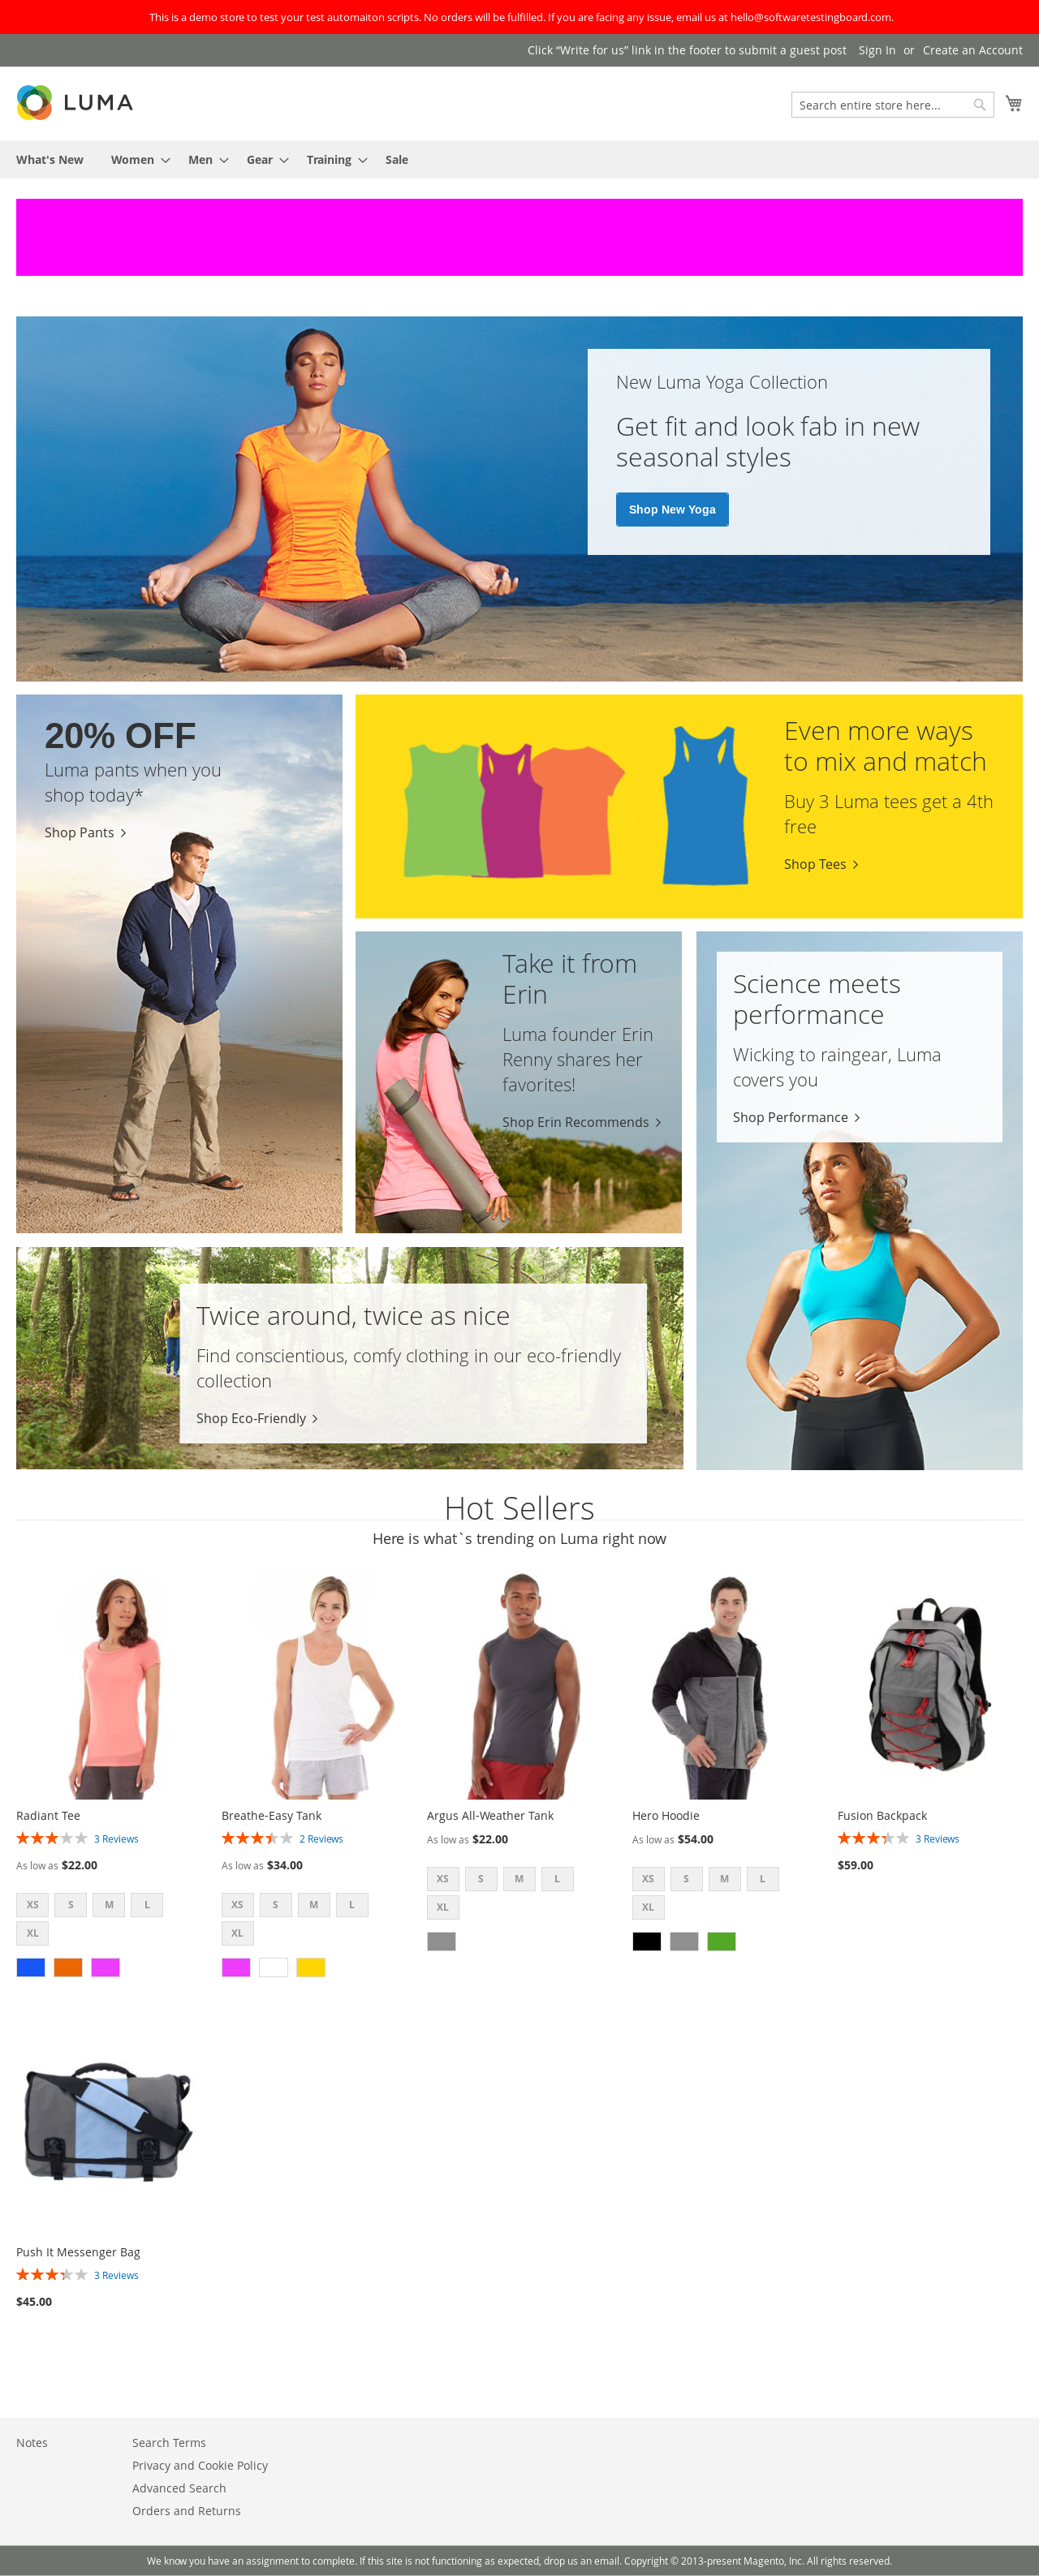 This is a demo store to test your test automaiton scripts. No orders will be fulfilled. If you are facing any issue, email us at hello@softwaretestingboard.com.
Click “Write for us” link in the footer to submit a guest post Sign In or Create an Account
LUMA
Search entire store here...
What's New Women Men Gear Training Sale
New Luma Yoga Collection
Get fit and look fab in new
seasonal styles
Shop New Yoga
20% OFF
Luma pants when you
shop today*
Shop Pants
Even more ways
to mix and match
Buy 3 Luma tees get a 4th
free
Shop Tees
Take it from
Erin
Luma founder Erin
Renny shares her
favorites!
Shop Erin Recommends
Science meets
performance
Wicking to raingear, Luma
covers you
Shop Performance
Twice around, twice as nice
Find conscientious, comfy clothing in our eco-friendly
collection
Shop Eco-Friendly
Hot Sellers
Here is what`s trending on Luma right now
Radiant Tee
3 Reviews
As low as $22.00
XS S M L
XL
Breathe-Easy Tank
2 Reviews
As low as $34.00
XS S M L
XL
Argus All-Weather Tank
As low as $22.00
XS S M L
XL
Hero Hoodie
As low as $54.00
XS S M L
XL
Fusion Backpack
3 Reviews
$59.00
Push It Messenger Bag
3 Reviews
$45.00
Notes
Search Terms
Privacy and Cookie Policy
Advanced Search
Orders and Returns
We know you have an assignment to complete. If this site is not functioning as expected, drop us an email. Copyright © 2013-present Magento, Inc. All rights reserved.